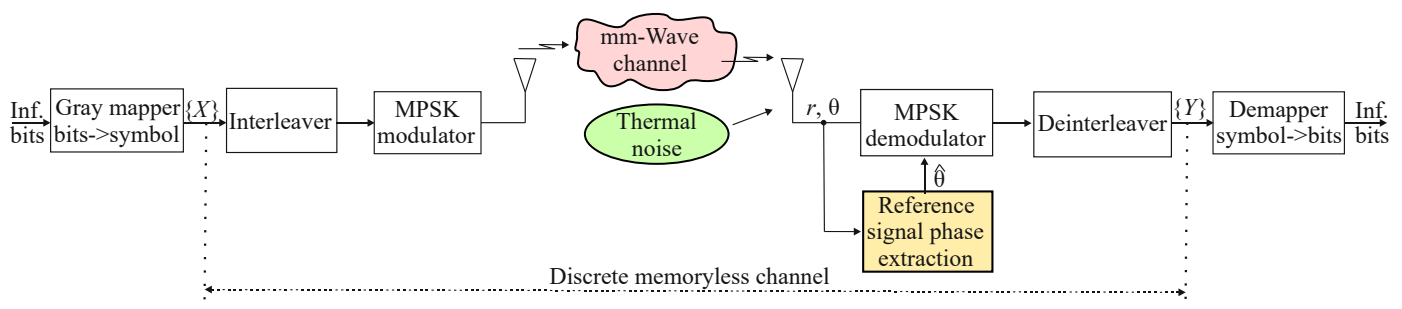 Inf.
bits
Gray mapper
bits->symbol
{X}
Interleaver
MPSK
modulator
mm-Wave
channel
Thermal
noise
r, θ
MPSK
demodulator
θ̂
Reference
signal phase
extraction
Deinterleaver
{Y}
Demapper
symbol->bits
Inf.
bits
Discrete memoryless channel